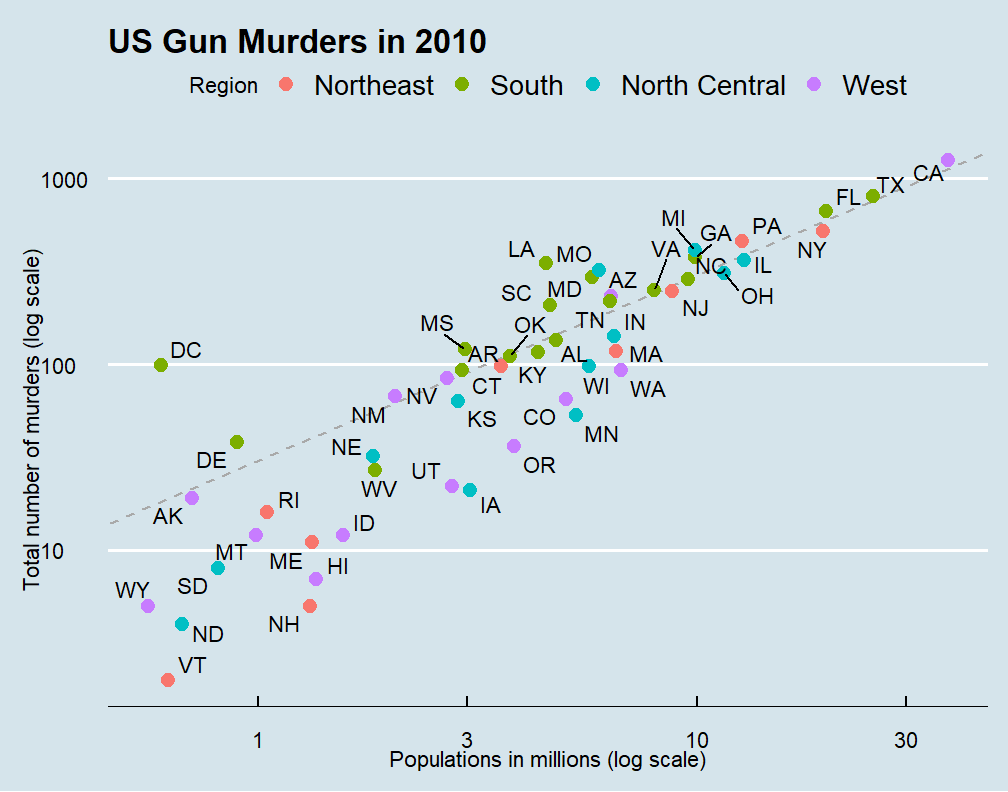 US Gun Murders in 2010
Region Northeast South North Central West
Total number of murders (log scale)
1000
100
10
CA
TX
FL
MI
GA
PA
VA
NY
LA
MO
NC
IL
AZ
SC
MD
OH
NJ
MS
OK
TN
IN
DC
AR
AL
MA
CT
KY
WI
WA
NV
NM
KS
CO
MN
NE
DE
OR
UT
WV
RI
IA
AK
ID
MT
ME
HI
WY
SD
NH
ND
VT
1 3 10 30
Populations in millions (log scale)